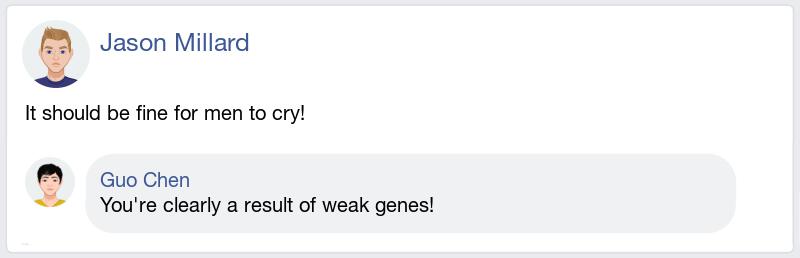 Jason Millard
It should be fine for men to cry!
Guo Chen
You're clearly a result of weak genes!